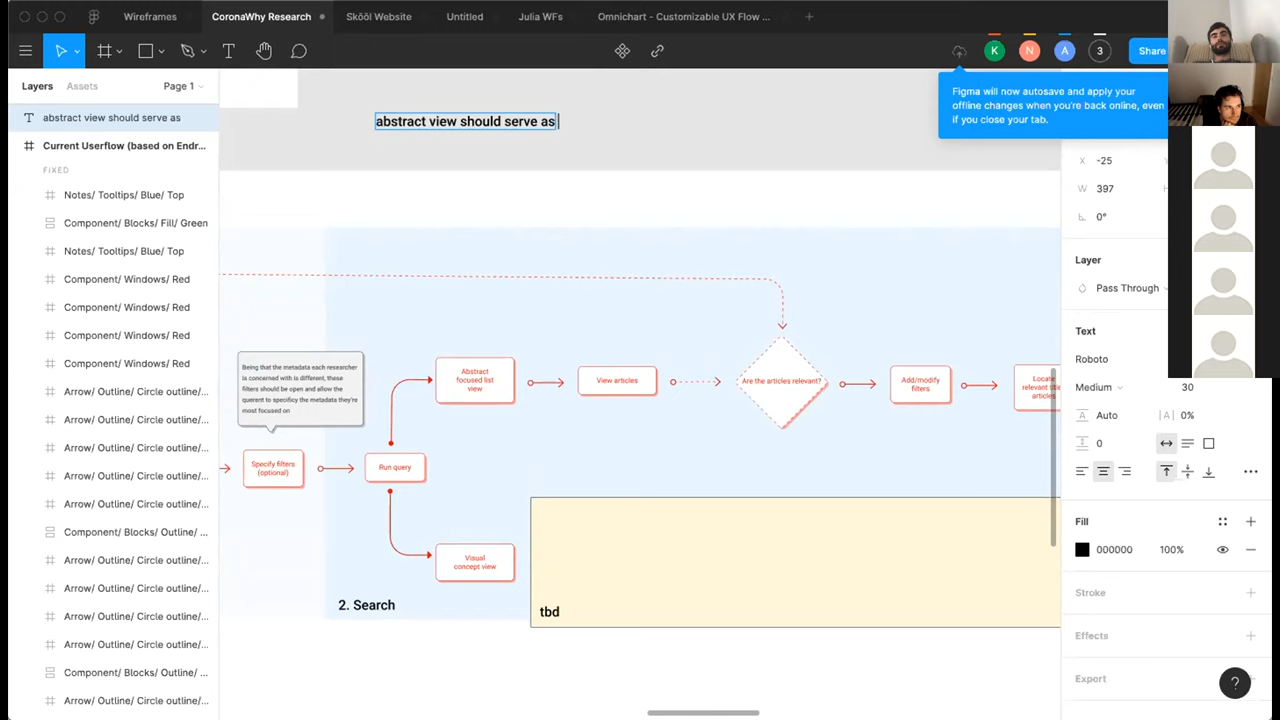 Wireframes
CoronaWhy Research
Skōōl Website
Untitled
Julia WFs
Omnichart - Customizable UX Flow ...
K
N
A
3
Share
Layers
Assets
Page 1
Figma will now autosave and apply your
offline changes when you're back online, even
if you close your tab.
abstract view should serve as
abstract view should serve as
Current Userflow (based on Endr...
FIXED
Notes/ Tooltips/ Blue/ Top
Component/ Blocks/ Fill/ Green
Notes/ Tooltips/ Blue/ Top
Component/ Windows/ Red
Component/ Windows/ Red
Component/ Windows/ Red
Component/ Windows/ Red
Arrow/ Outline/ Circle outline/...
Arrow/ Outline/ Circle outline/...
Arrow/ Outline/ Circle outline/...
Arrow/ Outline/ Circle outline/...
Arrow/ Outline/ Circle outline/...
Component/ Blocks/ Outline/ ...
Arrow/ Outline/ Circle outline/...
Arrow/ Outline/ Circle outline/...
Arrow/ Outline/ Circle outline/...
Arrow/ Outline/ Circle outline/...
Component/ Blocks/ Outline/ ...
Arrow/ Outline/ Circle outline/...
Being that the metadata each researcher
is concerned with is different, these
filters should be open and allow the
querent to specificy the metadata they're
most focused on
Specify filters
(optional)
Run query
Abstract
focused list
view
View articles
Are the articles relevant?
Add/modify
filters
Locate
relevant titl
articles
Visual
concept view
2. Search
tbd
X -25
W 397
H
0°
Layer
Pass Through
Text
Roboto
Medium
30
Auto
0%
0
Fill
000000
100%
Stroke
Effects
Export
?